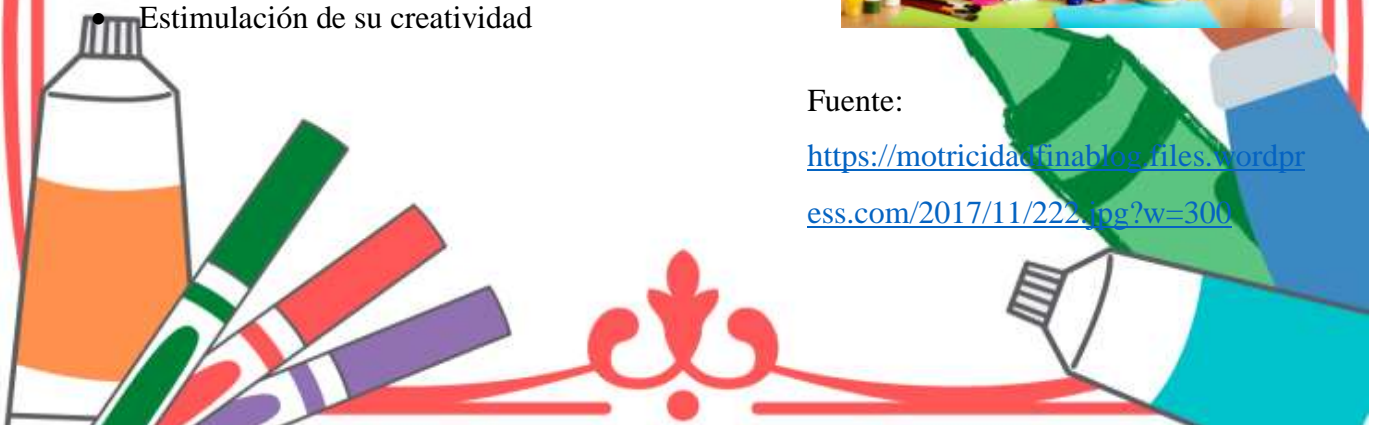 • Estimulación de su creatividad
Fuente:
https://motricidadfinablog.files.wordpr
ess.com/2017/11/222.jpg?w=300